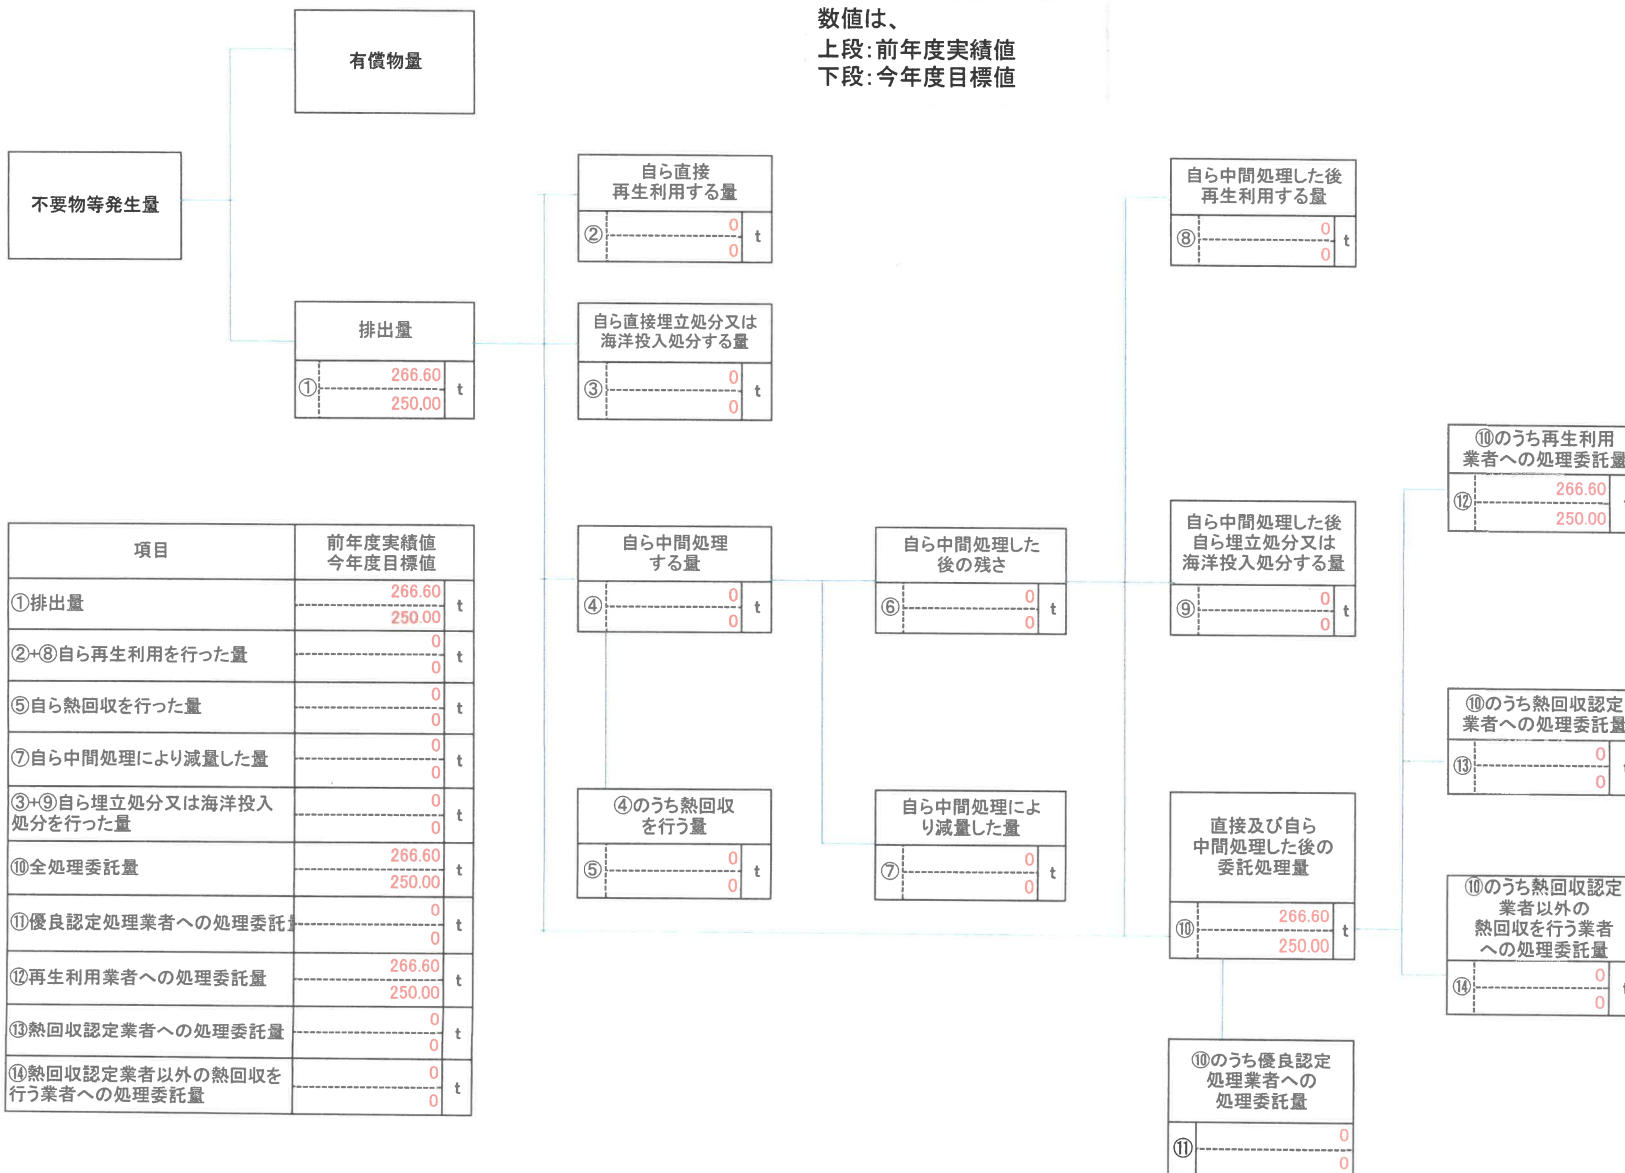 数値は、
上段:前年度実績値
下段:今年度目標値
有償物量
不要物等発生量
排出量
①
266.60
250.00
t
自ら直接
再生利用する量
②
0
0
t
自ら直接埋立処分又は
海洋投入処分する量
③
0
0
t
自ら中間処理
する量
④
0
0
t
④のうち熱回収
を行う量
⑤
0
0
t
自ら中間処理した
後の残さ
⑥
0
0
t
自ら中間処理によ
り減量した量
⑦
0
0
t
自ら中間処理した後
再生利用する量
⑧
0
0
t
自ら中間処理した後
自ら埋立処分又は
海洋投入処分する量
⑨
0
0
t
直接及び自ら
中間処理した後の
委託処理量
⑩
266.60
250.00
t
⑩のうち優良認定
処理業者への
処理委託量
⑪
0
0
⑩のうち再生利用
業者への処理委託量
⑫
266.60
250.00
⑩のうち熱回収認定
業者への処理委託量
⑬
0
0
⑩のうち熱回収認定
業者以外の
熱回収を行う業者
への処理委託量
⑭
0
0
項目
前年度実績値
今年度目標値
①排出量
266.60
250.00
t
②+⑧自ら再生利用を行った量
0
0
t
⑤自ら熱回収を行った量
0
0
t
⑦自ら中間処理により減量した量
0
0
t
③+⑨自ら埋立処分又は海洋投入
処分を行った量
0
0
t
⑩全処理委託量
266.60
250.00
t
⑪優良認定処理業者への処理委託
0
0
t
⑫再生利用業者への処理委託量
266.60
250.00
t
⑬熱回収認定業者への処理委託量
0
0
t
⑭熱回収認定業者以外の熱回収を
行う業者への処理委託量
0
0
t